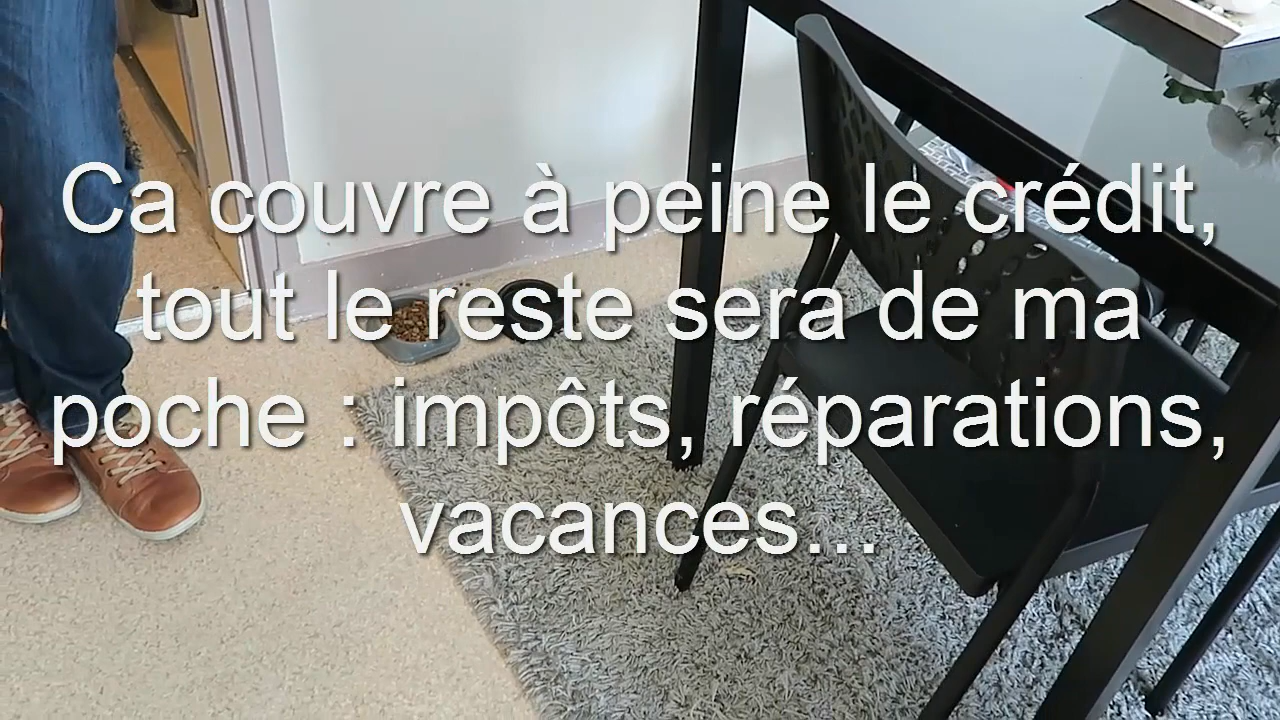 Ca couvre à peine le crédit,
tout le reste sera de ma
poche : impôts, réparations,
vacances...